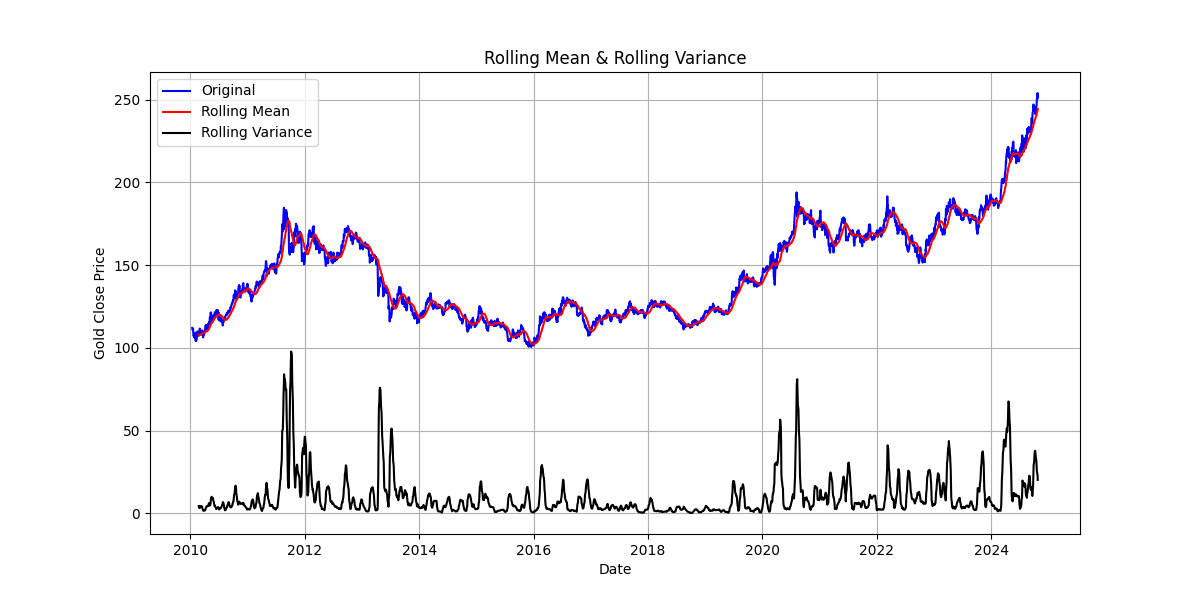 Rolling Mean & Rolling Variance
Original
Rolling Mean
Rolling Variance
250
200
150
100
50
0
Gold Close Price
2010 2012 2014 2016 2018 2020 2022 2024
Date